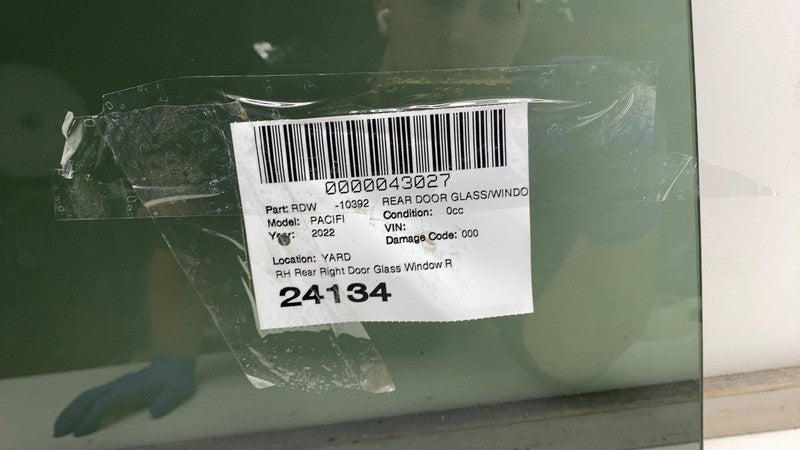 0000043027
Part: RDW -10392 REAR DOOR GLASS/WINDO
Model: PACIFI Condition: 0cc
Year: 2022 VIN:
Damage Code: 000
Location: YARD
RH Rear Right Door Glass Window R
24134